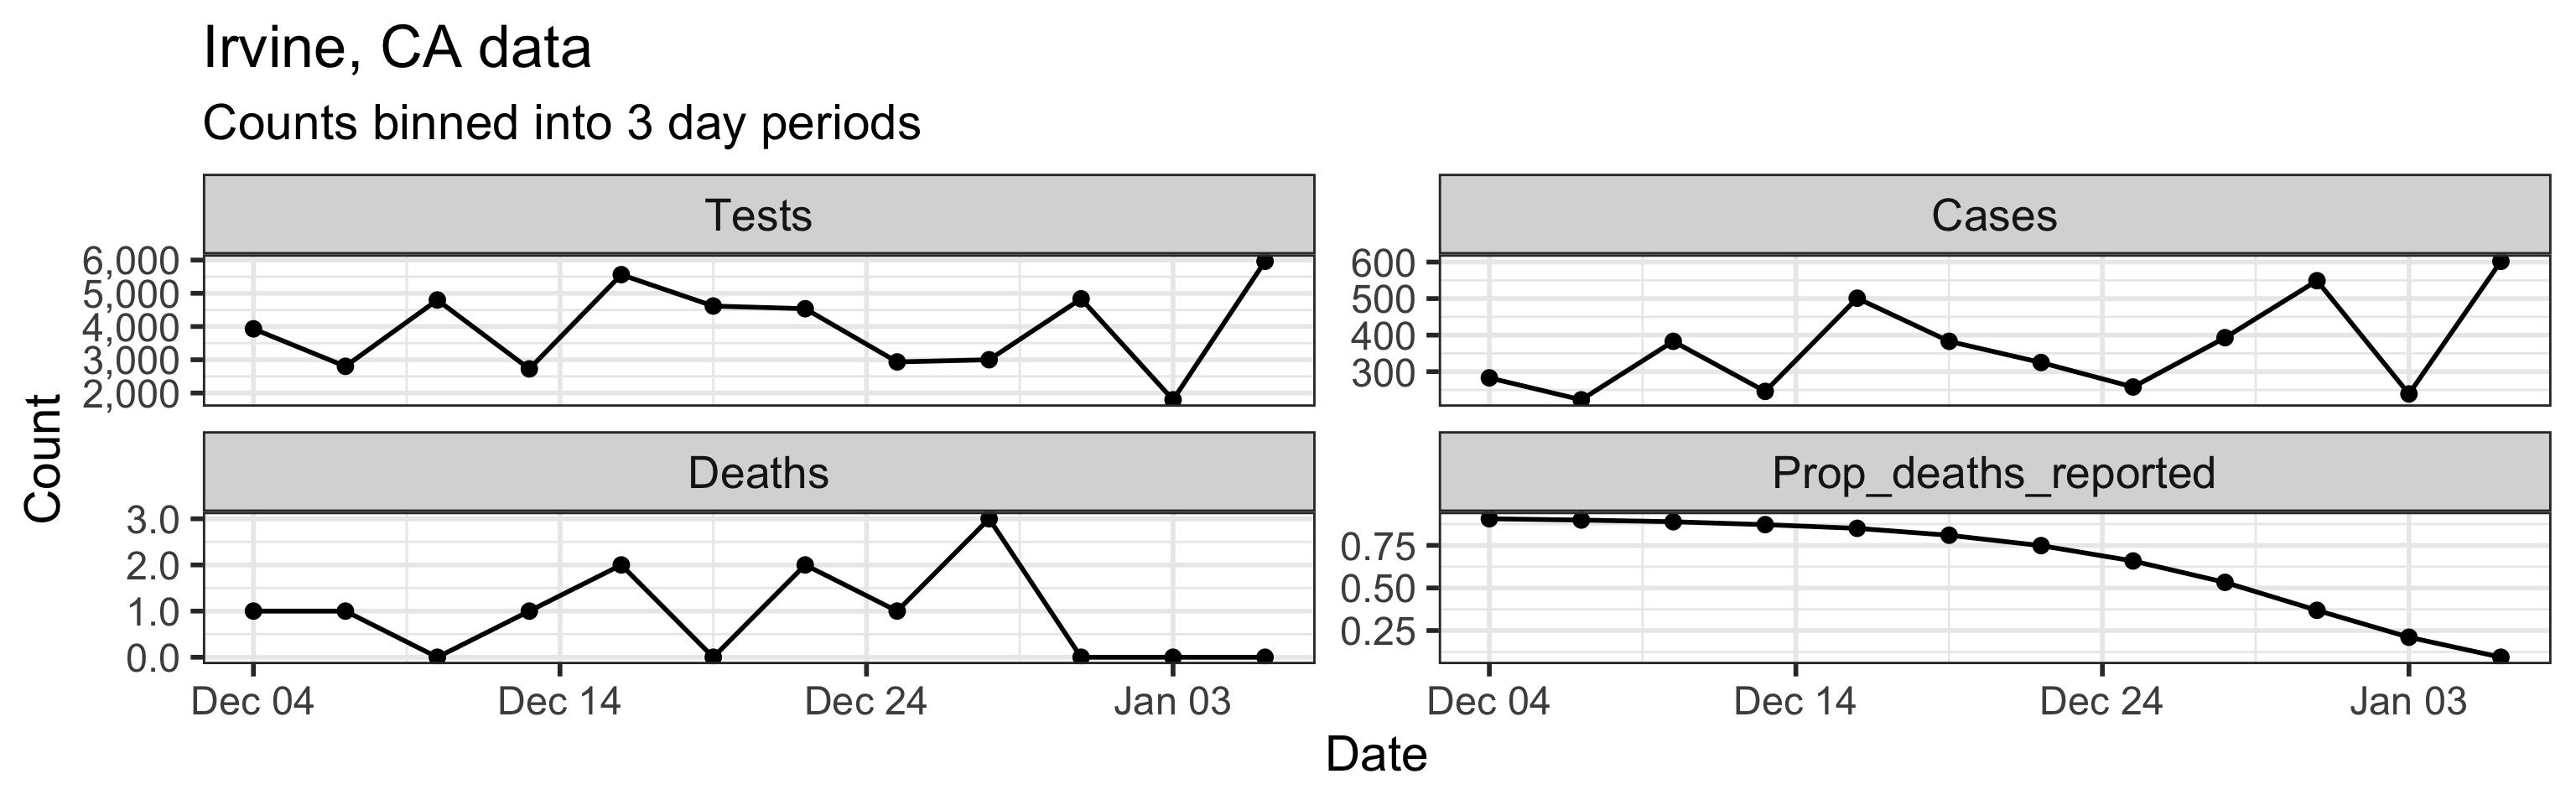 Irvine, CA data
Counts binned into 3 day periods
Tests
Cases
6,000
5,000
4,000
3,000
2,000
600
500
400
300
Count
Deaths
Prop_deaths_reported
3.0
2.0
1.0
0.0
0.75
0.50
0.25
Dec 04 Dec 14 Dec 24 Jan 03
Dec 04 Dec 14 Dec 24 Jan 03
Date